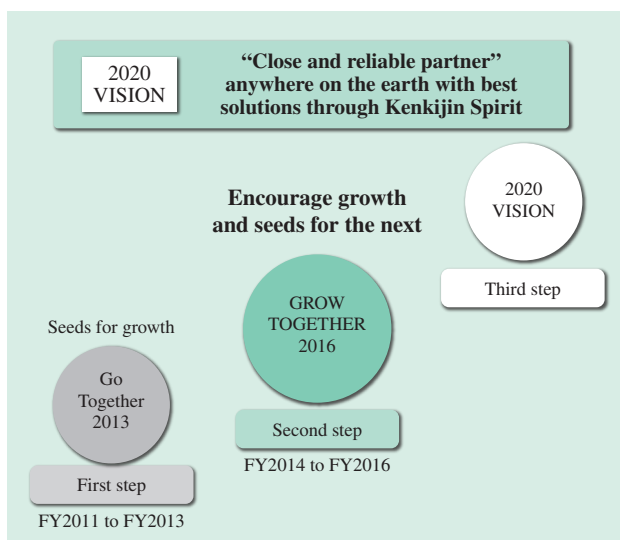 2020
VISION
“Close and reliable partner”
anywhere on the earth with best
solutions through Kenkijin Spirit
2020
VISION
Third step
Encourage growth
and seeds for the next
GROW
TOGETHER
2016
Second step
FY2014 to FY2016
Seeds for growth
Go
Together
2013
First step
FY2011 to FY2013